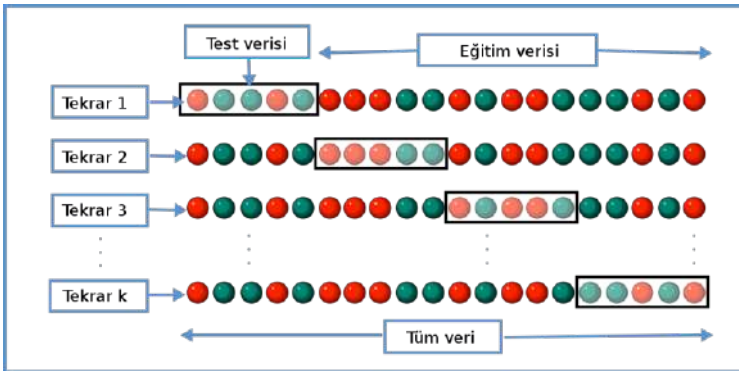 Test verisi
Eğitim verisi
Tekrar 1
Tekrar 2
Tekrar 3
Tekrar k
Tüm veri